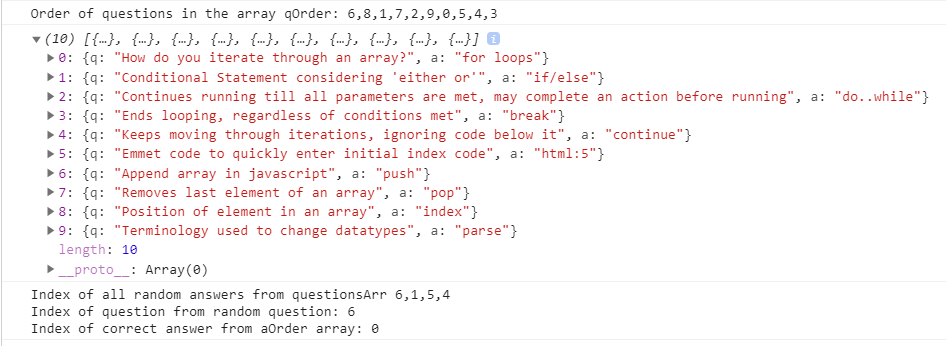 Order of questions in the array qOrder: 6,8,1,7,2,9,0,5,4,3
(10) [{…}, {…}, {…}, {…}, {…}, {…}, {…}, {…}, {…}, {…}] i
0: {q: "How do you iterate through an array?", a: "for loops"}
1: {q: "Conditional Statement considering 'either or'", a: "if/else"}
2: {q: "Continues running till all parameters are met, may complete an action before running", a: "do..while"}
3: {q: "Ends looping, regardless of conditions met", a: "break"}
4: {q: "Keeps moving through iterations, ignoring code below it", a: "continue"}
5: {q: "Emmet code to quickly enter initial index code", a: "html:5"}
6: {q: "Append array in javascript", a: "push"}
7: {q: "Removes last element of an array", a: "pop"}
8: {q: "Position of element in an array", a: "index"}
9: {q: "Terminology used to change datatypes", a: "parse"}
length: 10
__proto__: Array(0)
Index of all random answers from questionsArr 6,1,5,4
Index of question from random question: 6
Index of correct answer from aOrder array: 0